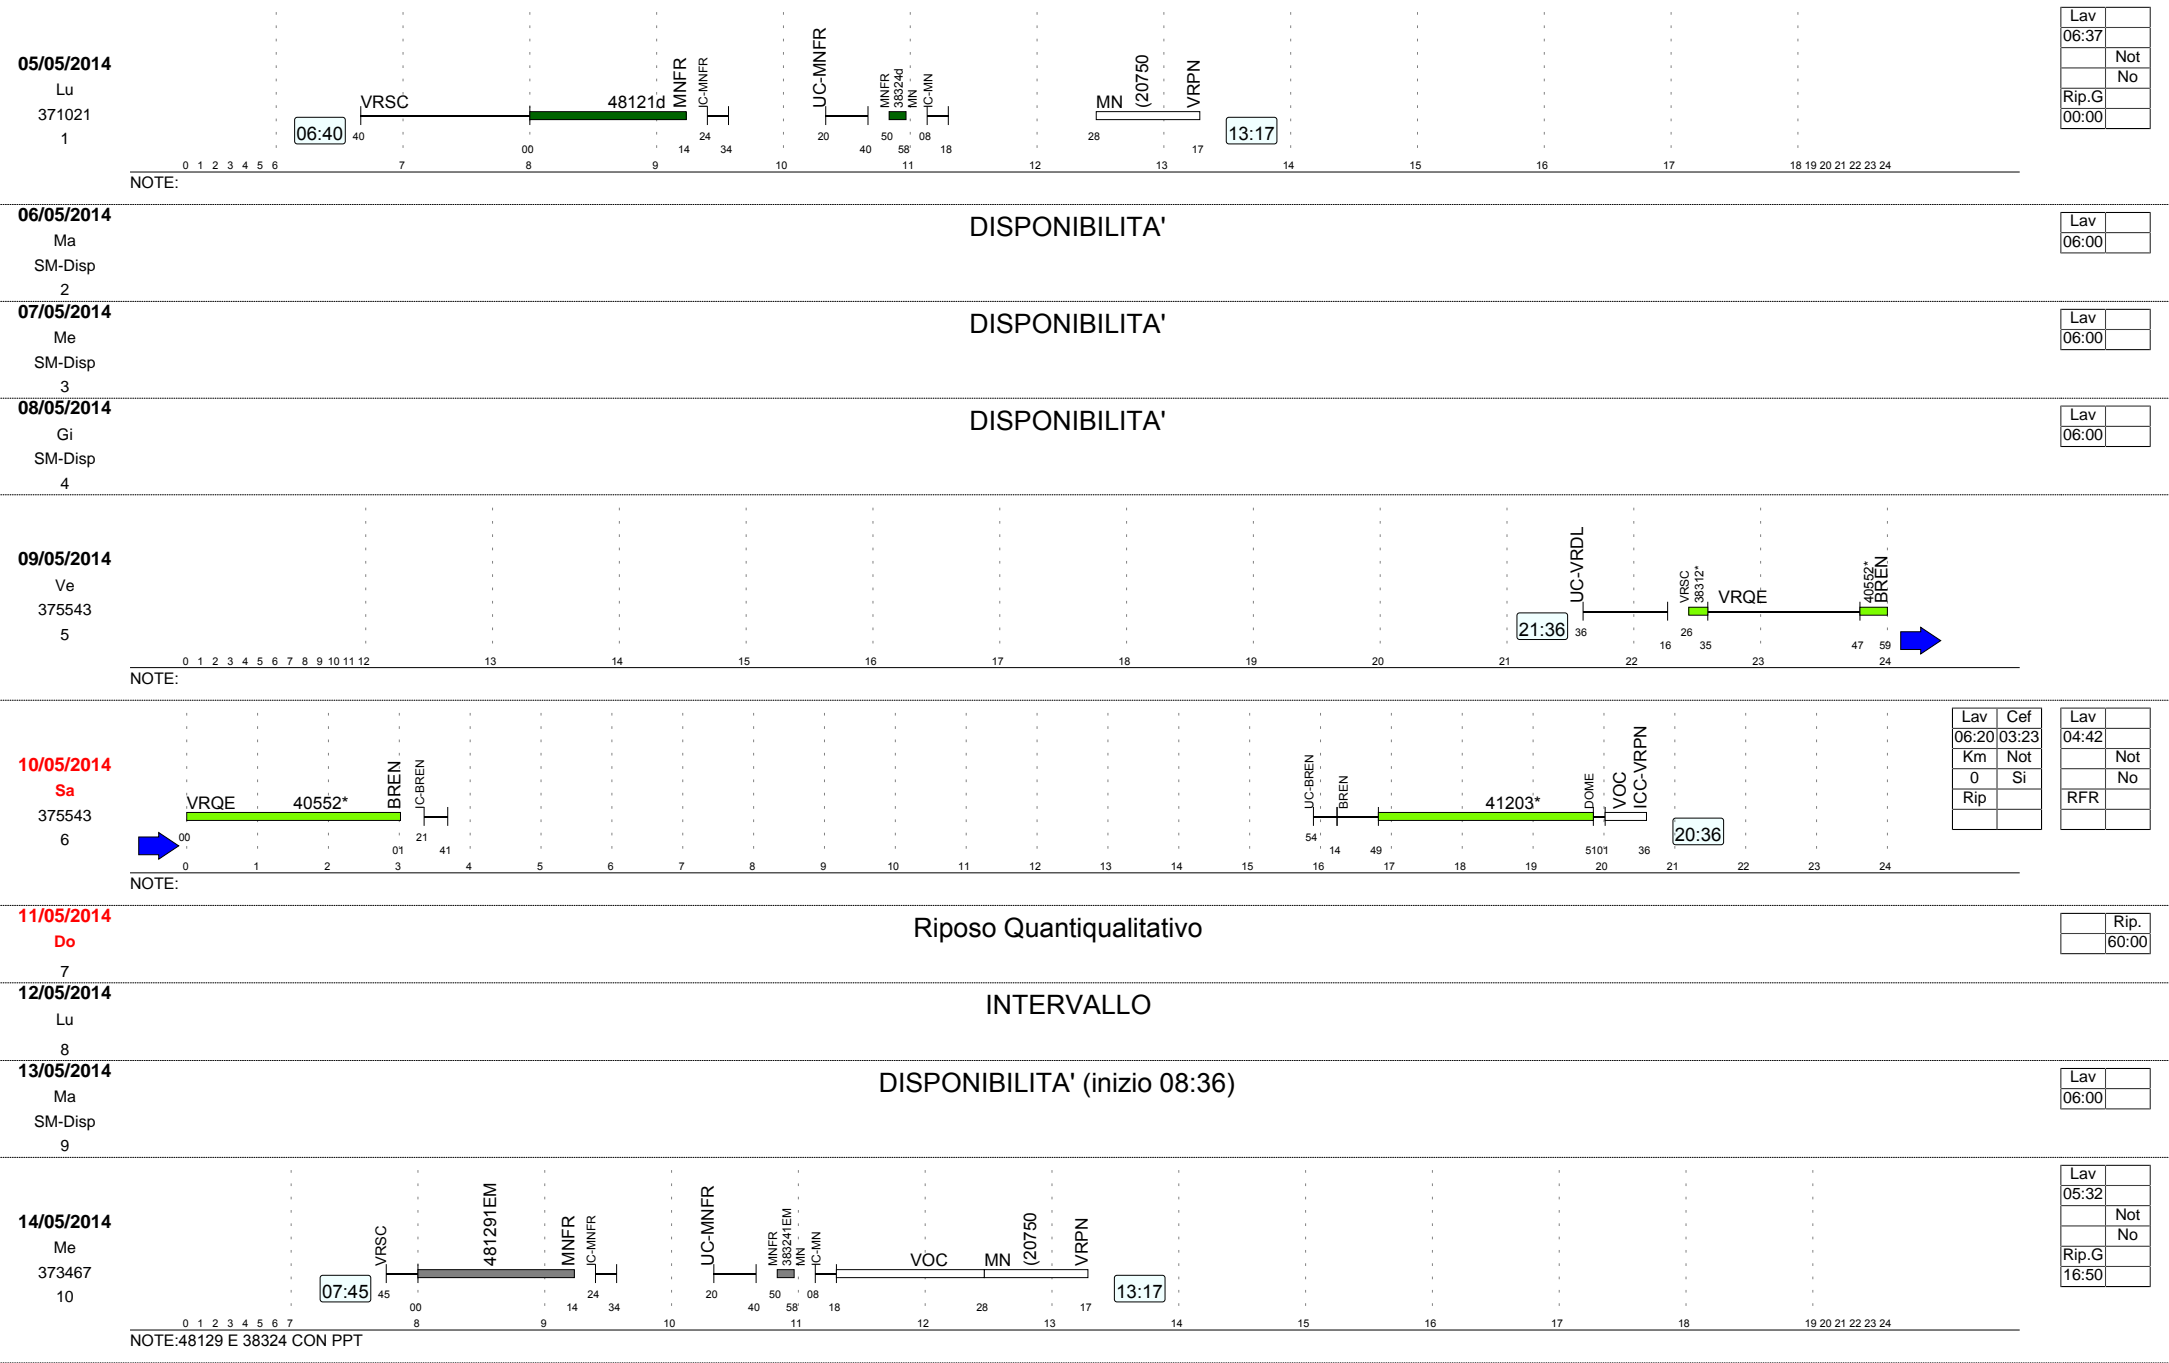 05/05/2014
Lu
371021
1
06:40
VRSC
48121d
MNFR
IC-MNFR
UC-MNFR
MNFR
38324d
MN
IC-MN
MN
(20750
VRPN
13:17
40 00 14 24 34 20 40 50 58 08 18 28 17
0 1 2 3 4 5 6 7 8 9 10 11 12 13 14 15 16 17 18 19 20 21 22 23 24
NOTE:
Lav
06:37
Not
No
Rip.G
00:00
06/05/2014
Ma
SM-Disp
2
DISPONIBILITA'
Lav
06:00
07/05/2014
Me
SM-Disp
3
DISPONIBILITA'
Lav
06:00
08/05/2014
Gi
SM-Disp
4
DISPONIBILITA'
Lav
06:00
09/05/2014
Ve
375543
5
21:36
UC-VRDL
VRSC
38312*
VRQE
40552*
BREN
36 16 26 35 47 59
0 1 2 3 4 5 6 7 8 9 10 11 12 13 14 15 16 17 18 19 20 21 22 23 24
NOTE:
10/05/2014
Sa
375543
6
VRQE
40552*
BREN
IC-BREN
UC-BREN
BREN
41203*
DOME
VOC
ICC-VRPN
20:36
00 01 21 41 54 14 49 51 01 36
0 1 2 3 4 5 6 7 8 9 10 11 12 13 14 15 16 17 18 19 20 21 22 23 24
NOTE:
Lav Cef
06:20 03:23
Km Not
0 Si
Rip
Lav
04:42
Not
No
RFR
11/05/2014
Do
7
Riposo Quantiqualitativo
Rip.
60:00
12/05/2014
Lu
8
INTERVALLO
13/05/2014
Ma
SM-Disp
9
DISPONIBILITA' (inizio 08:36)
Lav
06:00
14/05/2014
Me
373467
10
07:45
VRSC
481291EM
MNFR
IC-MNFR
UC-MNFR
MNFR
383241EM
MN
IC-MN
VOC
MN
(20750
VRPN
13:17
45 00 14 24 34 20 40 50 58 08 18 28 17
0 1 2 3 4 5 6 7 8 9 10 11 12 13 14 15 16 17 18 19 20 21 22 23 24
NOTE:48129 E 38324 CON PPT
Lav
05:32
Not
No
Rip.G
16:50